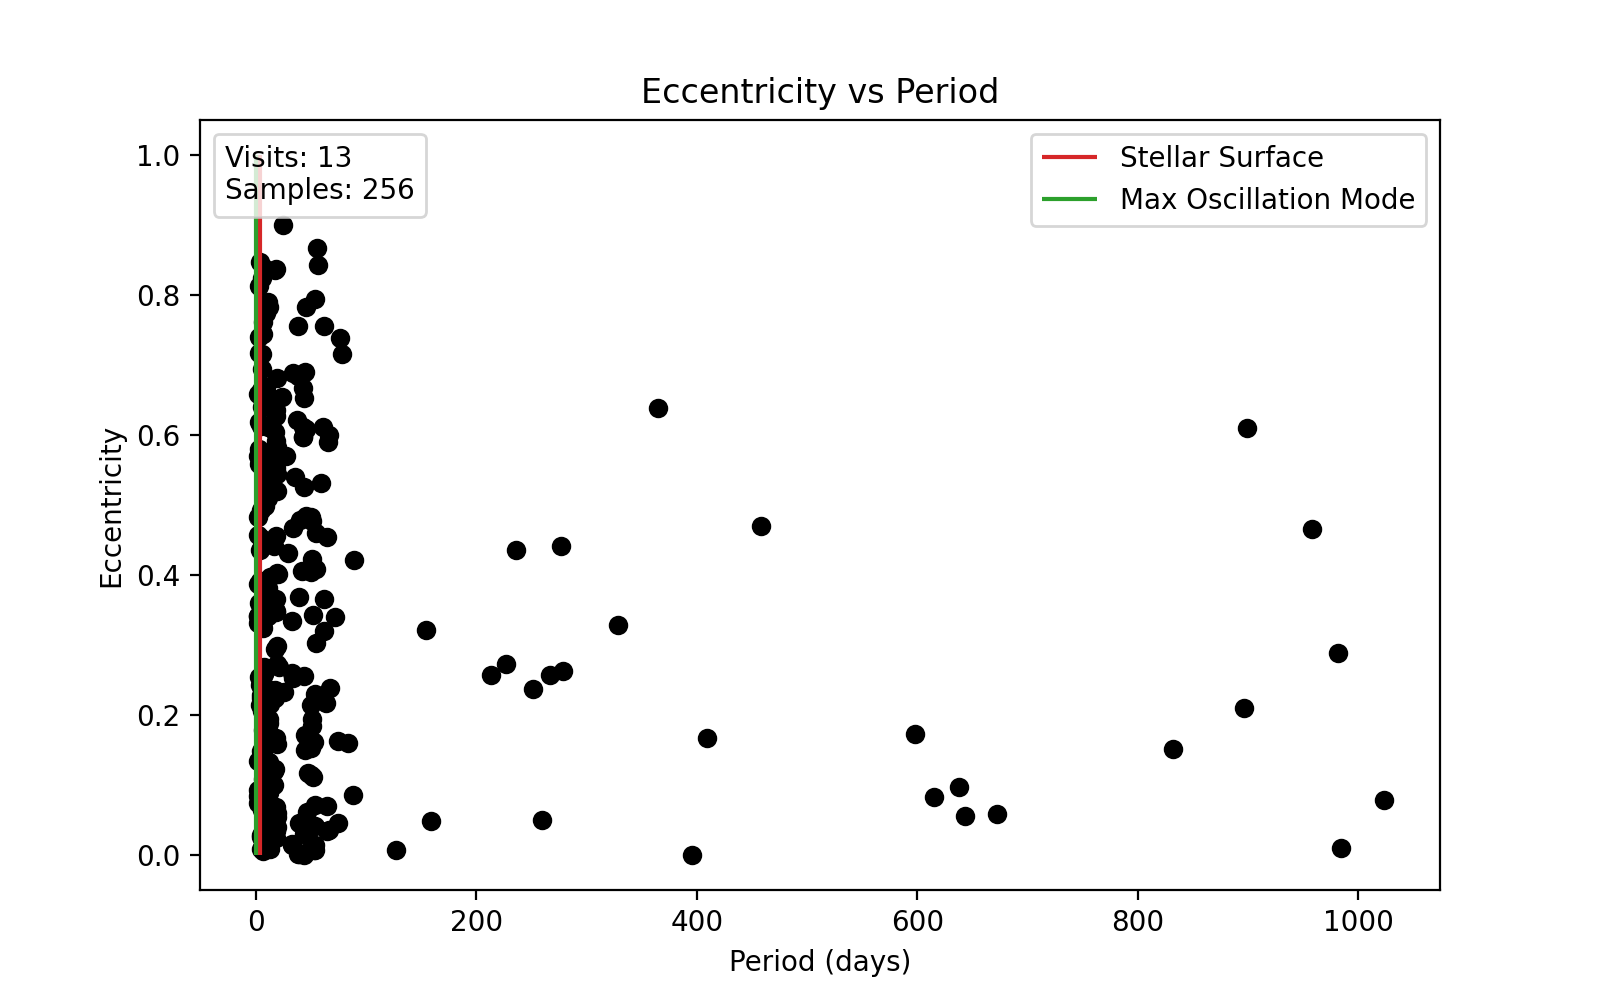 Eccentricity vs Period
Visits: 13
Samples: 256
Stellar Surface
Max Oscillation Mode
Eccentricity
1.0
0.8
0.6
0.4
0.2
0.0
0 200 400 600 800 1000
Period (days)